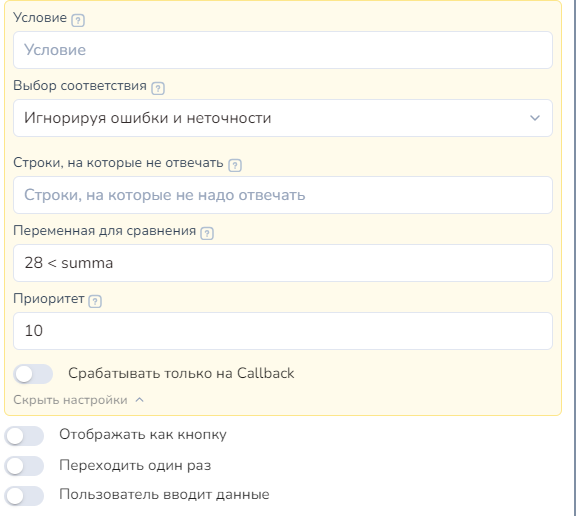 Условие ?
Условие
Выбор соответствия ?
Игнорируя ошибки и неточности
Строки, на которые не отвечать ?
Строки, на которые не надо отвечать
Переменная для сравнения ?
28 < summa
Приоритет ?
10
Срабатывать только на Callback
Скрыть настройки
Отображать как кнопку
Переходить один раз
Пользователь вводит данные